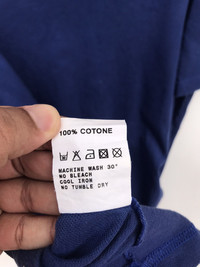 100% COTONE
MACHINE WASH 30°
NO BLEACH
COOL IRON
NO TUMBLE DRY